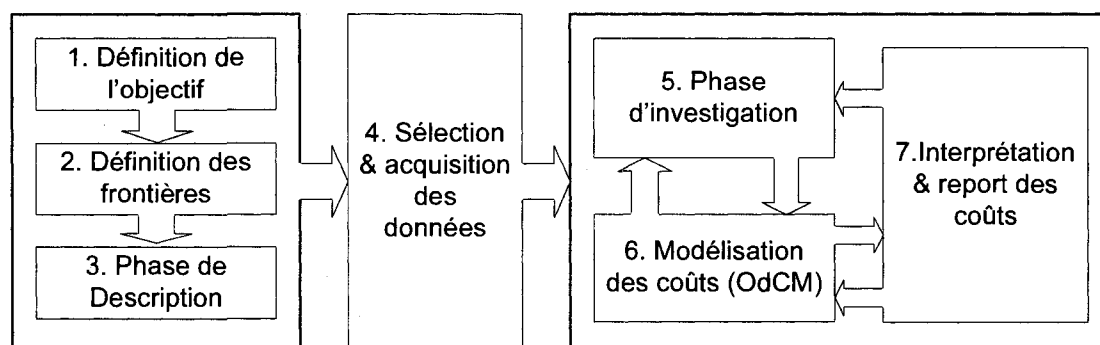 1. Définition de
l'objectif
2. Définition des
frontières
3. Phase de
Description
4. Sélection
& acquisition
des
données
5. Phase
d'investigation
6. Modélisation
des coûts (OdCM)
7.Interprétation
& report des
coûts